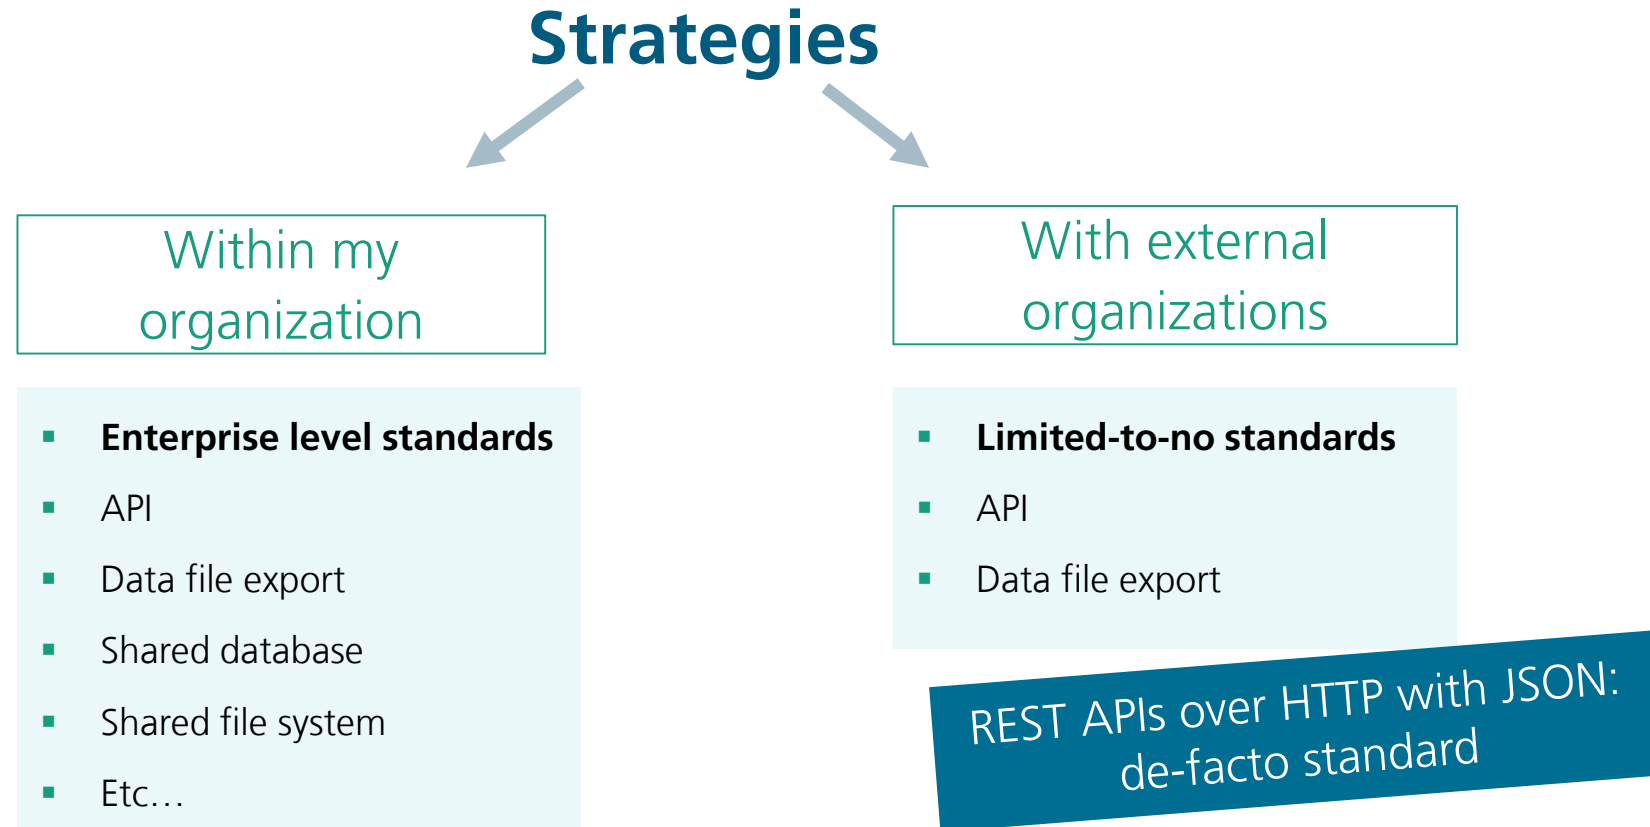 Strategies
Within my
organization
▪ Enterprise level standards
▪ API
▪ Data file export
▪ Shared database
▪ Shared file system
▪ Etc...
With external
organizations
▪ Limited-to-no standards
▪ API
▪ Data file export
REST APIs over HTTP with JSON:
de-facto standard